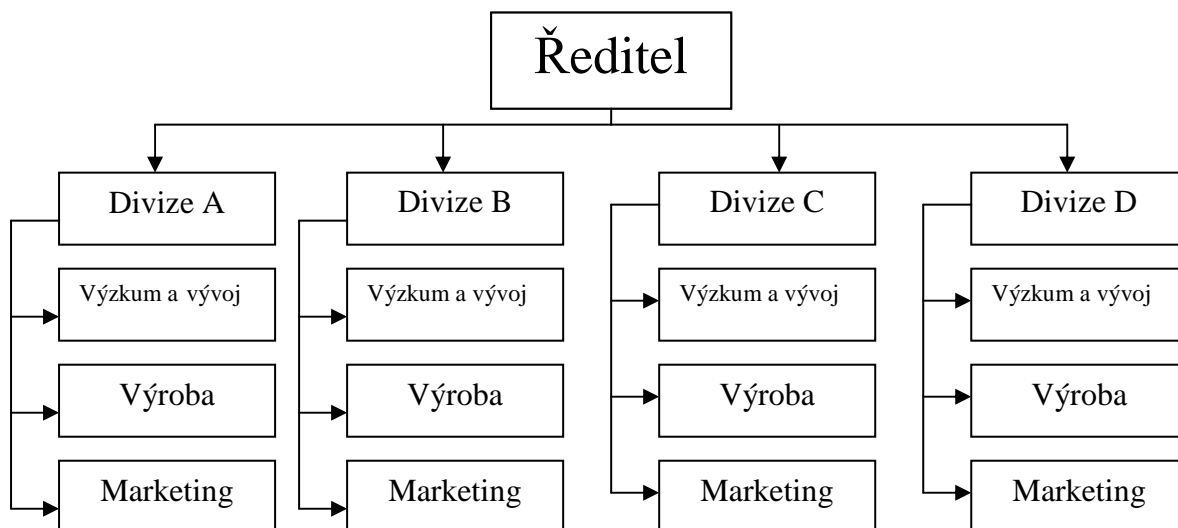 Ředitel
Divize A
Divize B
Divize C
Divize D
Výzkum a vývoj
Výzkum a vývoj
Výzkum a vývoj
Výzkum a vývoj
Výroba
Výroba
Výroba
Výroba
Marketing
Marketing
Marketing
Marketing